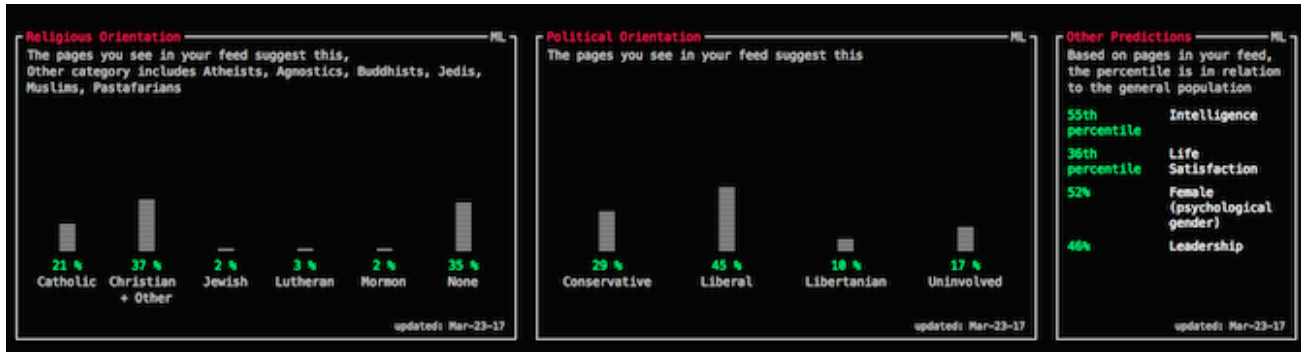 Religious Orientation ML
The pages you see in your feed suggest this,
Other category includes Atheists, Agnostics, Buddhists, Jedis,
Muslims, Pastafarians
21 % 37 % 2 % 3 % 2 % 35 %
Catholic Christian Jewish Lutheran Mormon None
+ Other
updated: Mar-23-17
Political Orientation ML
The pages you see in your feed suggest this
29 % 45 % 10 % 17 %
Conservative Liberal Libertanian Uninvolved
updated: Mar-23-17
Other Predictions ML
Based on pages in your feed,
the percentile is in relation
to the general population
55th Intelligence
percentile
36th Life
percentile Satisfaction
52% Female
(psychological
gender)
46% Leadership
updated: Mar-23-17